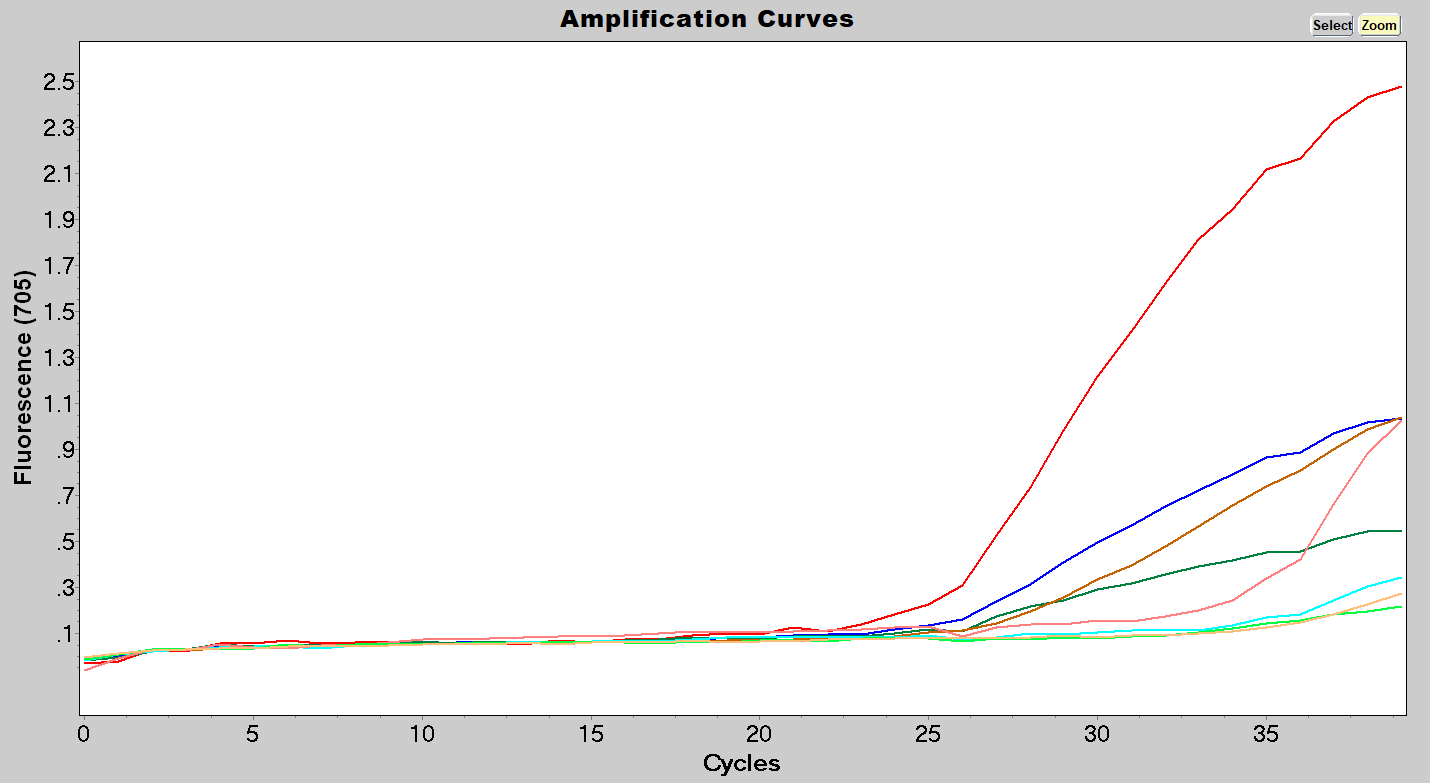 Amplification Curves
Select Zoom
2.5
2.3
2.1
1.9
1.7
1.5
1.3
1.1
.9
.7
.5
.3
.1
Fluorescence (705)
0 5 10 15 20 25 30 35
Cycles